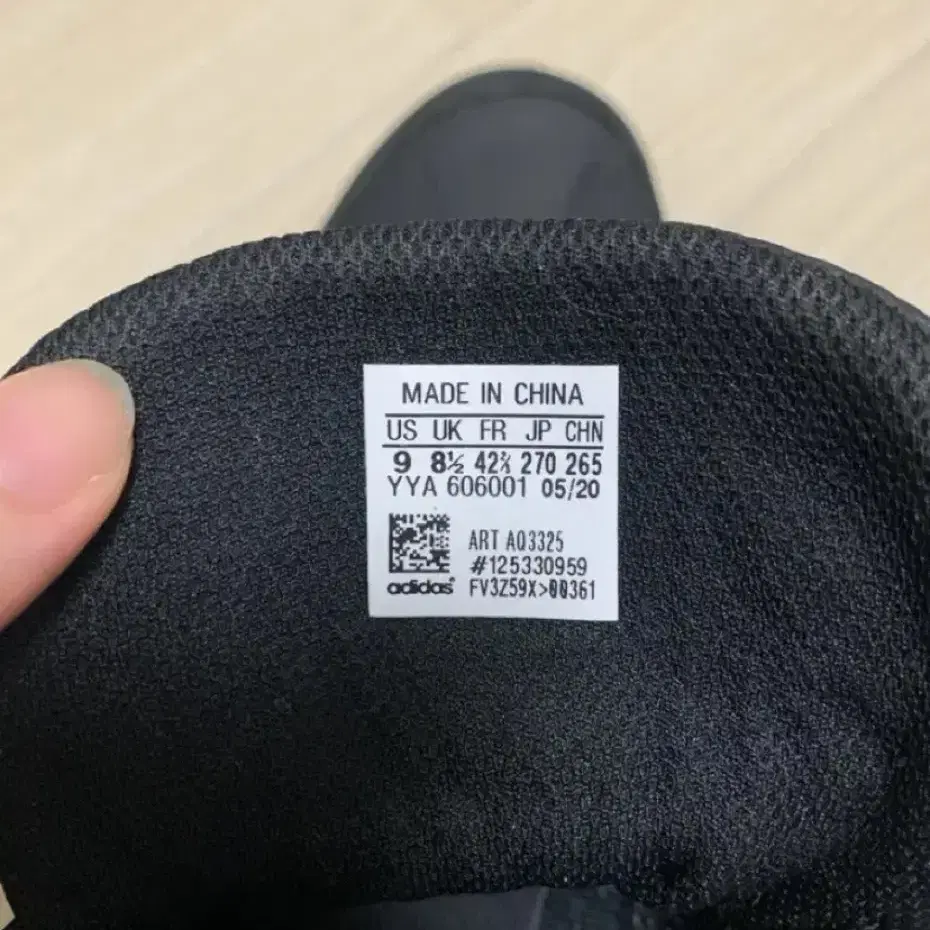 MADE IN CHINA
US UK FR JP CHN
9 8½ 42⅔ 270 265
YYA 606001 05/20
ART AQ3325
#125330959
adidas FV3Z59X>00361